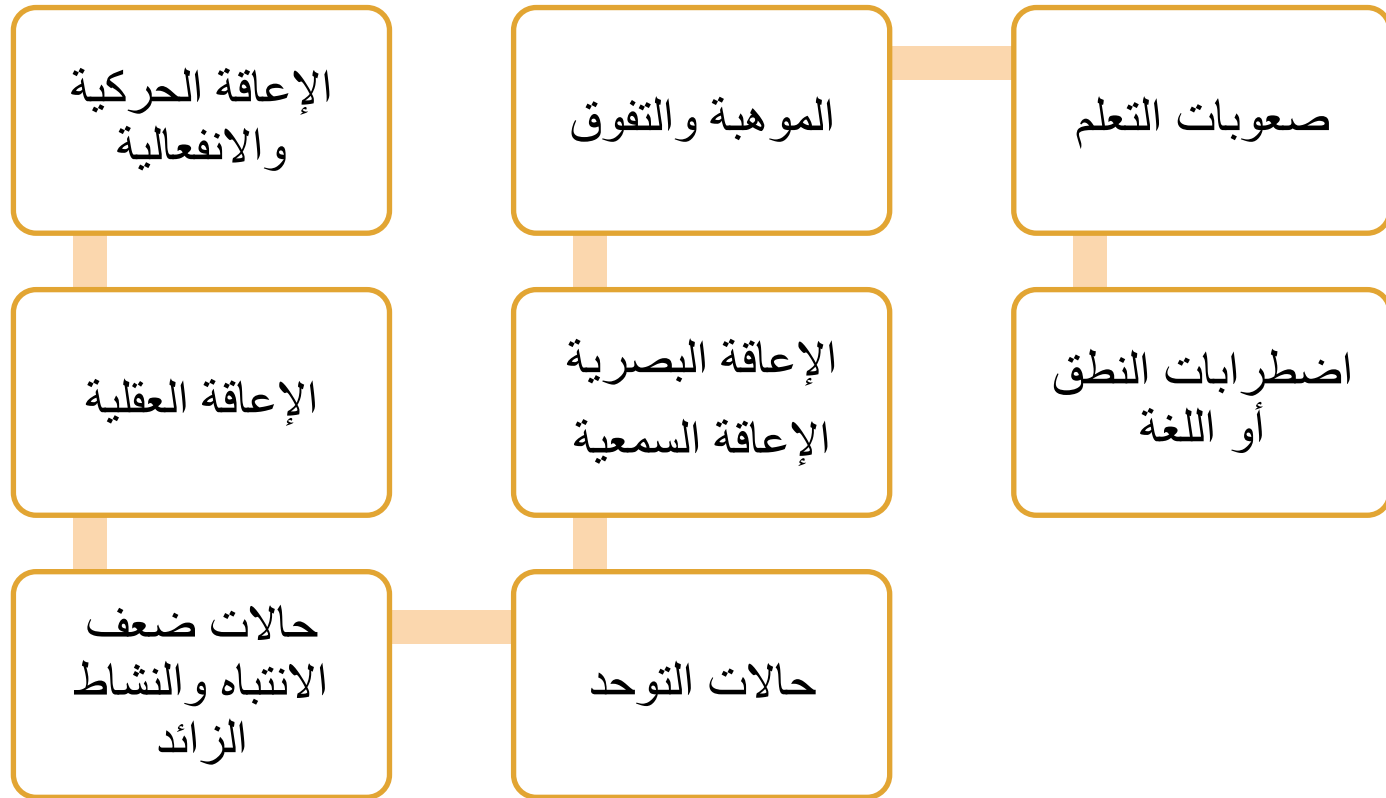 الإعاقة الحركية
والانفعالية
الإعاقة العقلية
حالات ضعف
الانتباه والنشاط
الزائد
حالات التوحد
الإعاقة البصرية
الإعاقة السمعية
الموهبة والتفوق
صعوبات التعلم
اضطرابات النطق
أو اللغة